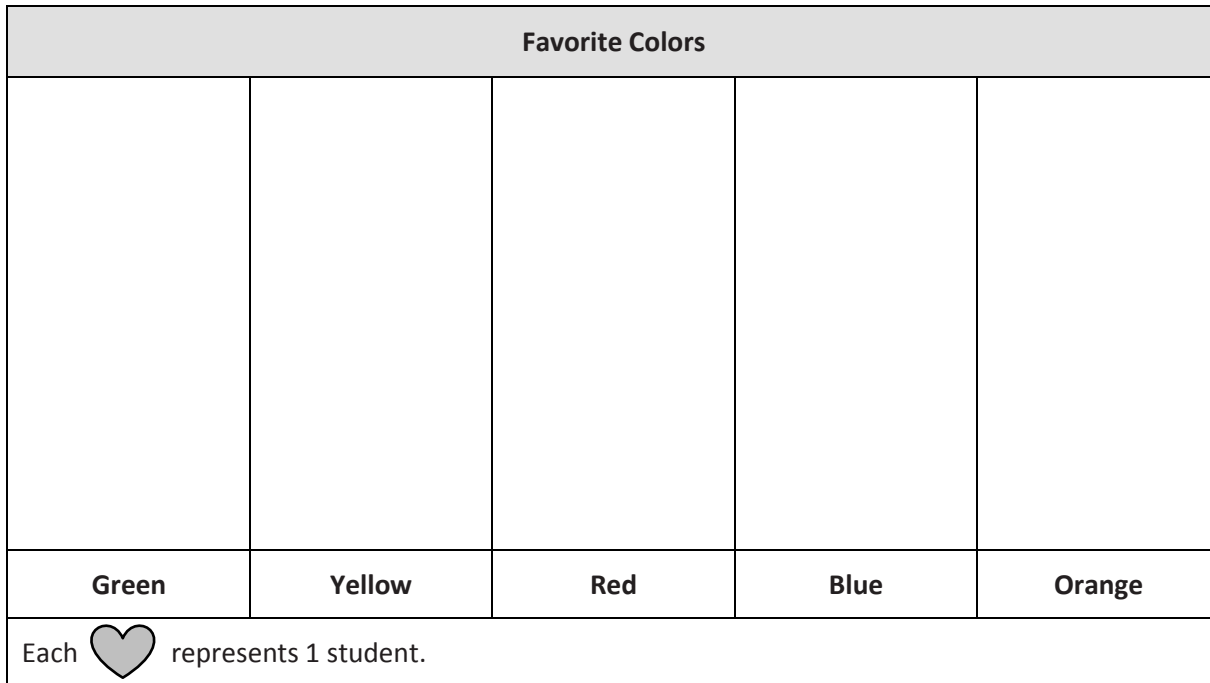 Favorite Colors
Green Yellow Red Blue Orange
Each represents 1 student.